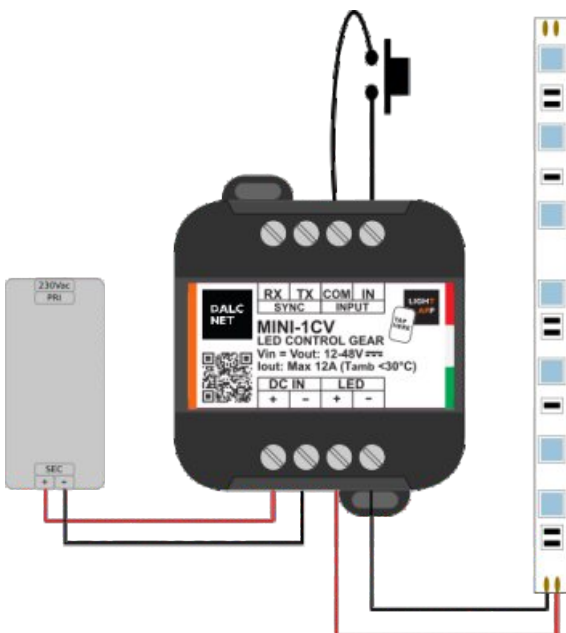 230Vac
PRI
SEC
+ −
DALC
NET
RX TX COM IN
SYNC INPUT
LIGHT
APP
TAP
HERE
MINI-1CV
LED CONTROL GEAR
Vin = Vout: 12-48V
Iout: Max 12A (Tamb <30°C)
DC IN LED
+ − + −